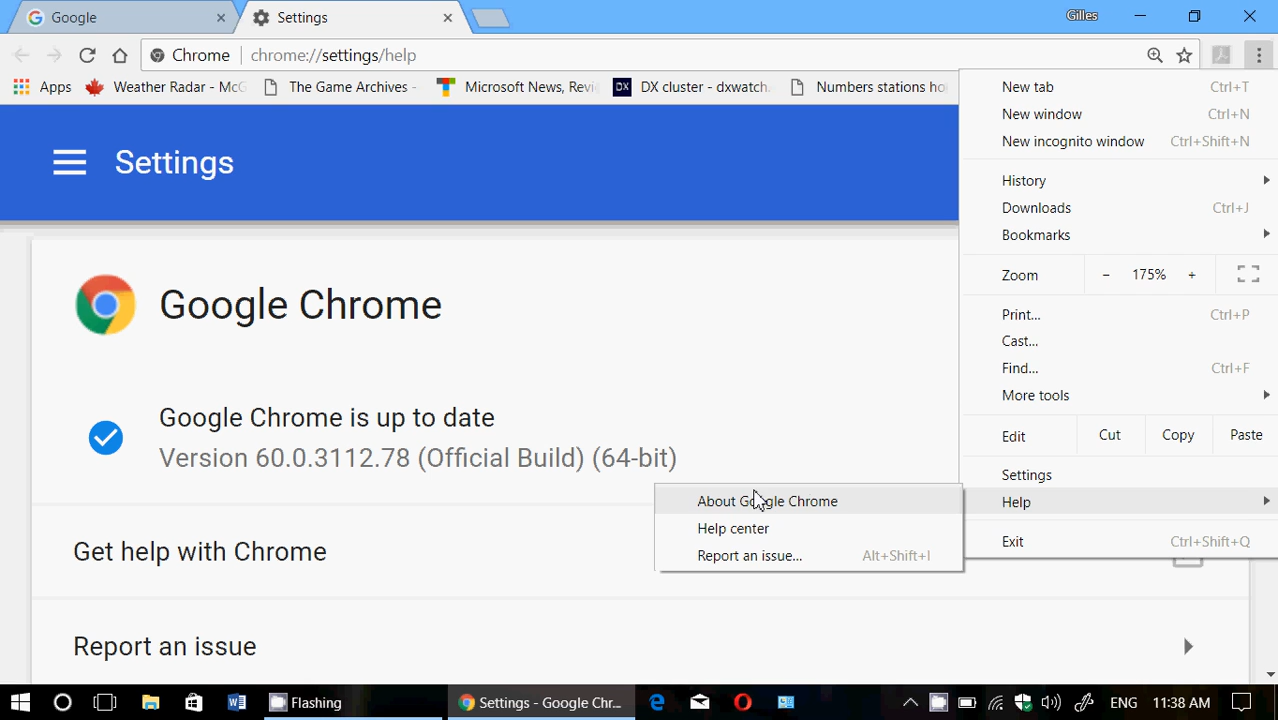 Google
Settings
Gilles
Chrome
chrome://settings/help
Apps
Weather Radar - McG
The Game Archives -
Microsoft News, Revi
DX
DX cluster - dxwatch.
Numbers stations ho
Settings
Google Chrome
Google Chrome is up to date
Version 60.0.3112.78 (Official Build) (64-bit)
Get help with Chrome
Report an issue
New tab Ctrl+T
New window Ctrl+N
New incognito window Ctrl+Shift+N
History
Downloads Ctrl+J
Bookmarks
Zoom - 175% +
Print... Ctrl+P
Cast...
Find... Ctrl+F
More tools
Edit Cut Copy Paste
Settings
Help
Exit Ctrl+Shift+Q
About Google Chrome
Help center
Report an issue... Alt+Shift+I
Flashing
Settings - Google Chr...
ENG
11:38 AM